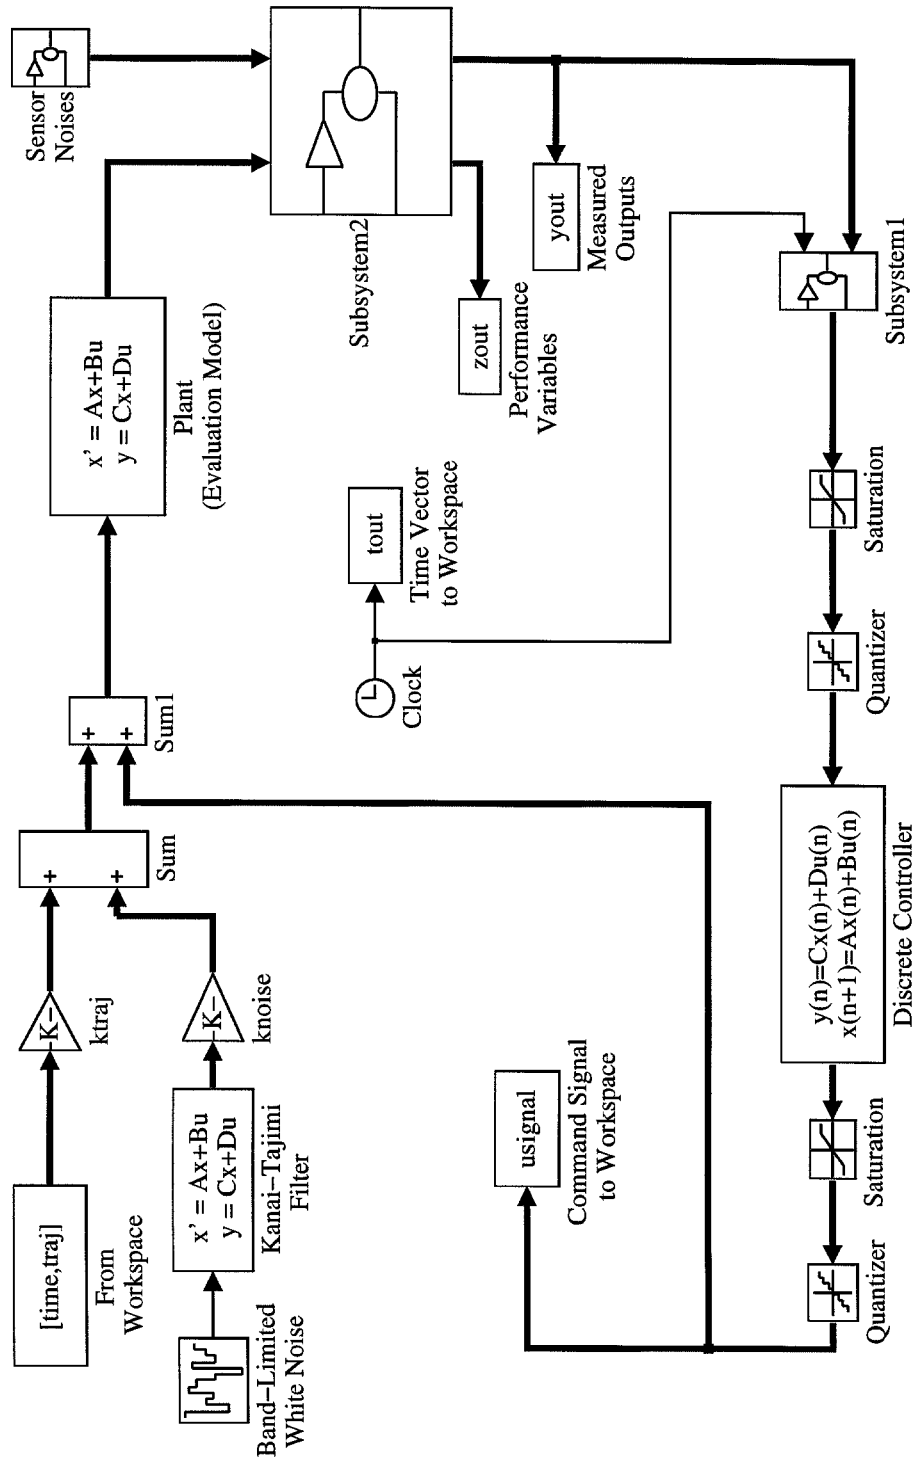 [time,traj]
From
Workspace
-K-
ktraj
+
+
Sum
+
+
Sum1
x' = Ax+Bu
y = Cx+Du
Plant
(Evaluation Model)
Sensor
Noises
Band-Limited
White Noise
x' = Ax+Bu
y = Cx+Du
Kanai-Tajimi
Filter
-K-
knoise
Subsystem2
Clock
tout
Time Vector
to Workspace
zout
Performance
Variables
yout
Measured
Outputs
usignal
Command Signal
to Workspace
Quantizer
Saturation
y(n)=Cx(n)+Du(n)
x(n+1)=Ax(n)+Bu(n)
Discrete Controller
Quantizer
Saturation
Subsystem1